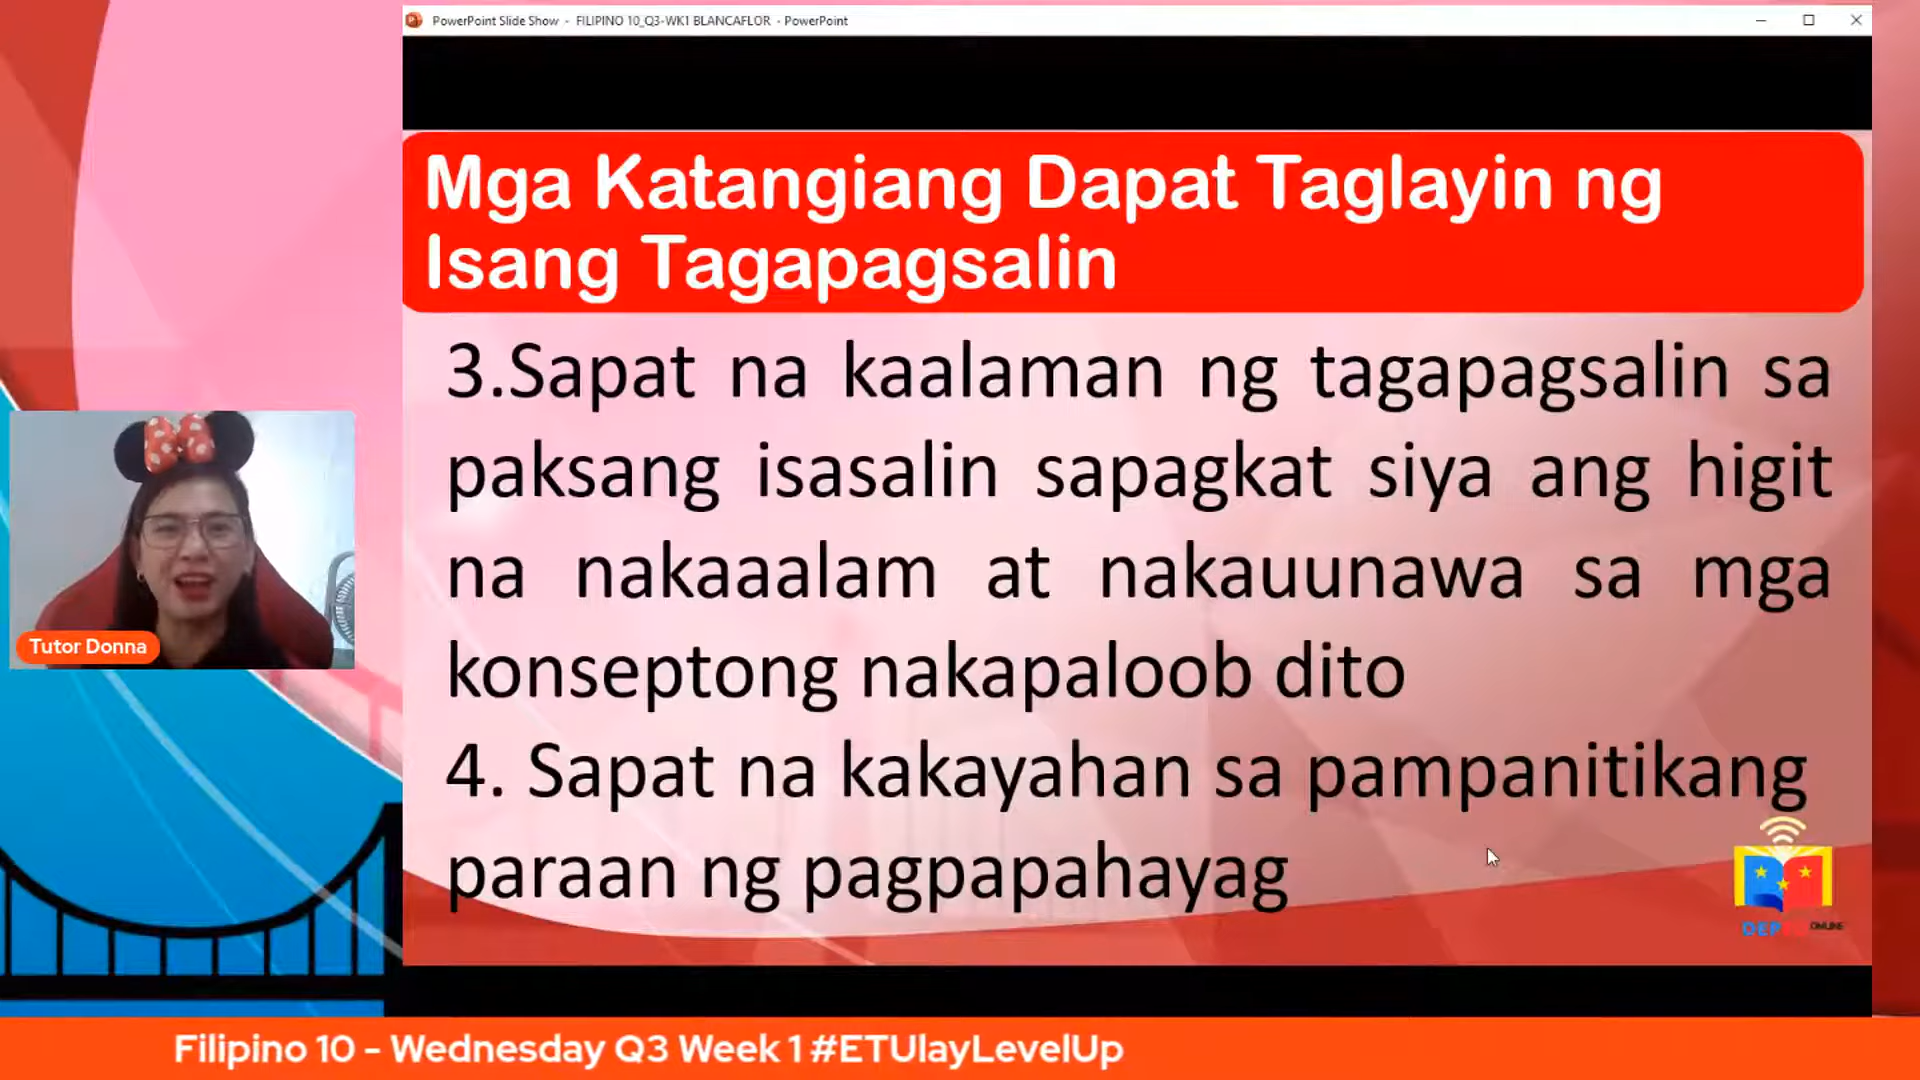 PowerPoint Slide Show - FILIPINO 10_Q3-WK1 BLANCAFLOR - PowerPoint
Mga Katangiang Dapat Taglayin ng
Isang Tagapagsalin
3.Sapat na kaalaman ng tagapagsalin sa
paksang isasalin sapagkat siya ang higit
na nakaaalam at nakauunawa sa mga
konseptong nakapaloob dito
4. Sapat na kakayahan sa pampanitikang
paraan ng pagpapahayag
Tutor Donna
ONLINE
Filipino 10 - Wednesday Q3 Week 1 #ETUlayLevelUp